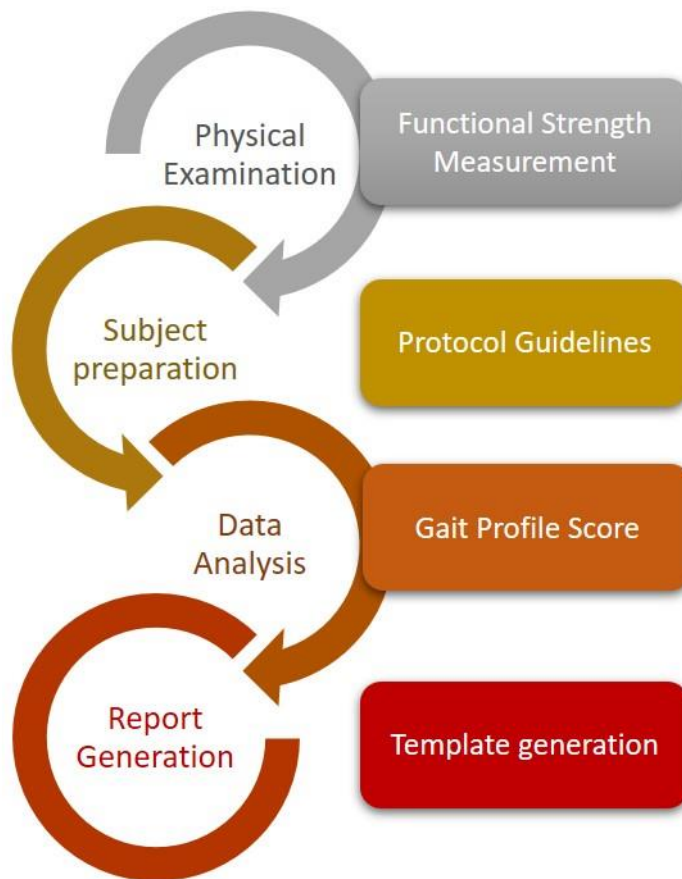 Physical
Examination
Functional Strength
Measurement
Subject
preparation
Protocol Guidelines
Data
Analysis
Gait Profile Score
Report
Generation
Template generation